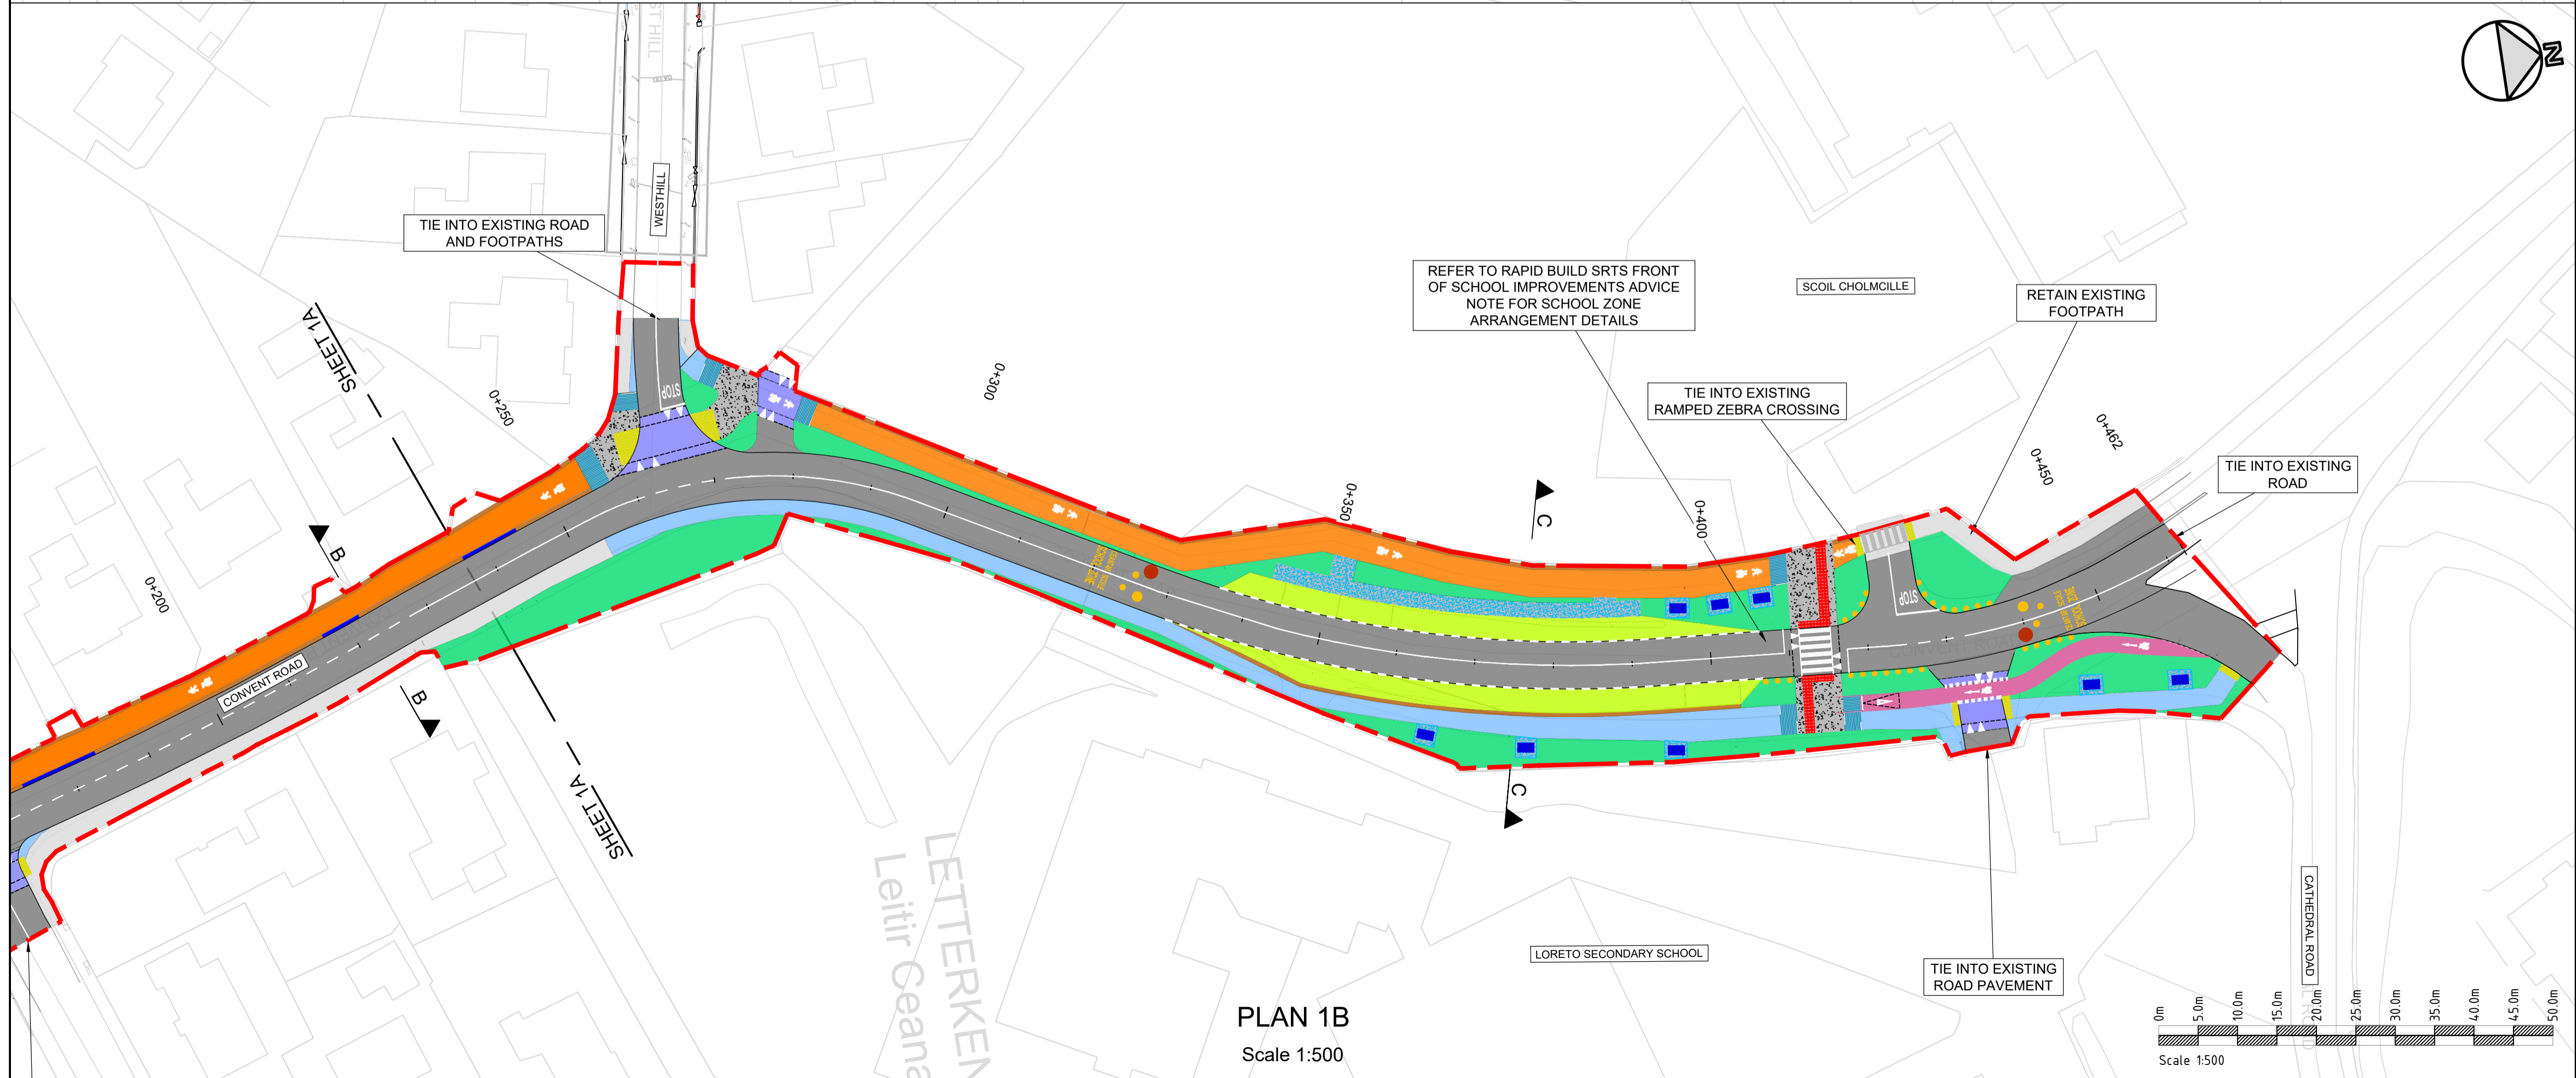 N
WESTHILL
TIE INTO EXISTING ROAD
AND FOOTPATHS
STOP
SHEET 1A
0+250
0+300
REFER TO RAPID BUILD SRTS FRONT
OF SCHOOL IMPROVEMENTS ADVICE
NOTE FOR SCHOOL ZONE
ARRANGEMENT DETAILS
SCOIL CHOLMCILLE
RETAIN EXISTING
FOOTPATH
TIE INTO EXISTING
RAMPED ZEBRA CROSSING
0+462
0+450
TIE INTO EXISTING
ROAD
0+350
0+400
C
B
0+200
SCHOOL ZONE
STOP
SCHOOL ZONE
CONVENT ROAD
B
SHEET 1A
C
LETTERKEN
Leitir Ceana
LORETO SECONDARY SCHOOL
TIE INTO EXISTING
ROAD PAVEMENT
CATHEDRAL ROAD
PLAN 1B
Scale 1:500
0m
5.0m
10.0m
15.0m
20.0m
25.0m
30.0m
35.0m
40.0m
45.0m
50.0m
Scale 1:500